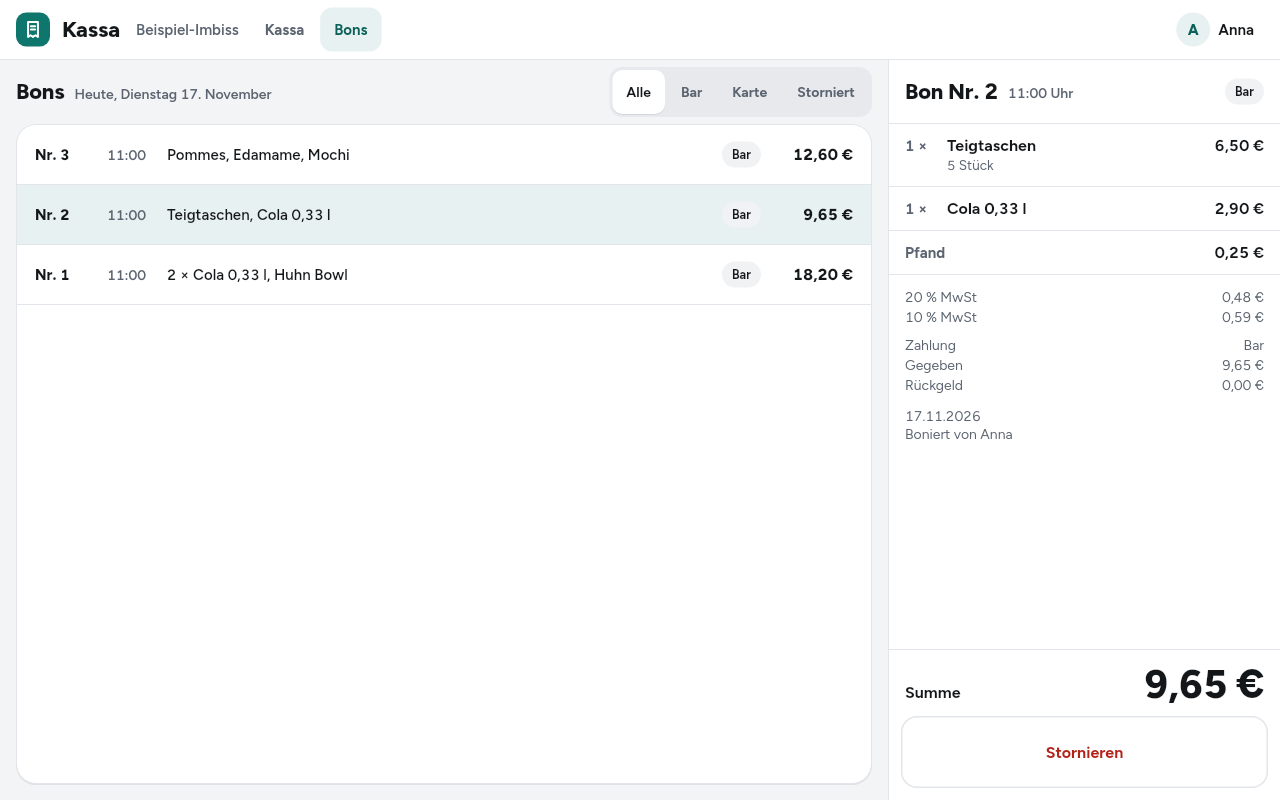 Kassa Beispiel-Imbiss Kassa Bons A Anna
Bons Heute, Dienstag 17. November Alle Bar Karte Storniert
Nr. 3 11:00 Pommes, Edamame, Mochi Bar 12,60 €
Nr. 2 11:00 Teigtaschen, Cola 0,33 l Bar 9,65 €
Nr. 1 11:00 2 × Cola 0,33 l, Huhn Bowl Bar 18,20 €
Bon Nr. 2 11:00 Uhr Bar
1 × Teigtaschen 6,50 €
5 Stück
1 × Cola 0,33 l 2,90 €
Pfand 0,25 €
20 % MwSt 0,48 €
10 % MwSt 0,59 €
Zahlung Bar
Gegeben 9,65 €
Rückgeld 0,00 €
17.11.2026
Boniert von Anna
Summe 9,65 €
Stornieren